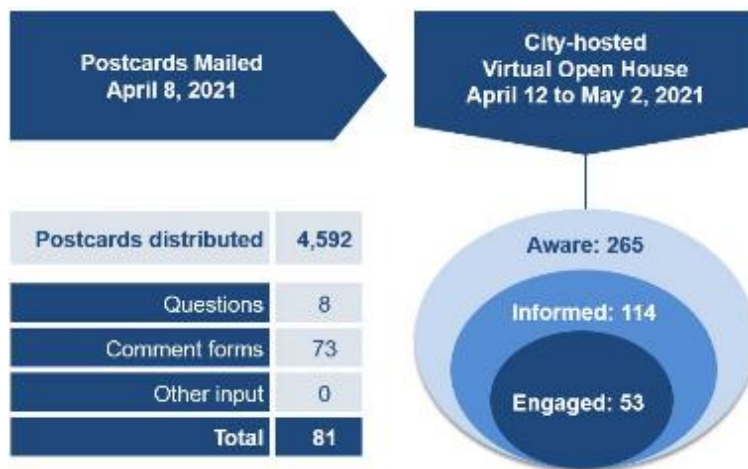 Postcards Mailed
April 8, 2021
City-hosted
Virtual Open House
April 12 to May 2, 2021
Postcards distributed 4,592
Questions 8
Comment forms 73
Other input 0
Total 81
Aware: 265
Informed: 114
Engaged: 53